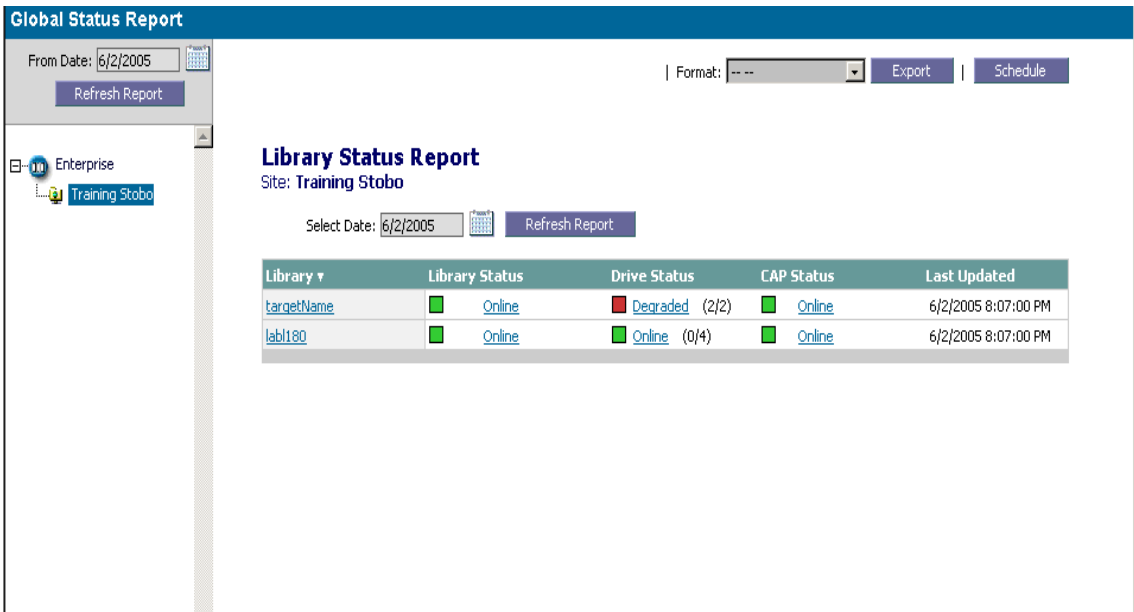 Global Status Report
From Date: 6/2/2005
Refresh Report
Enterprise
Training Stobo
| Format: -- -- Export | Schedule
Library Status Report
Site: Training Stobo
Select Date: 6/2/2005 Refresh Report
Library Library Status Drive Status CAP Status Last Updated
targetName Online Degraded (2/2) Online 6/2/2005 8:07:00 PM
labl180 Online Online (0/4) Online 6/2/2005 8:07:00 PM